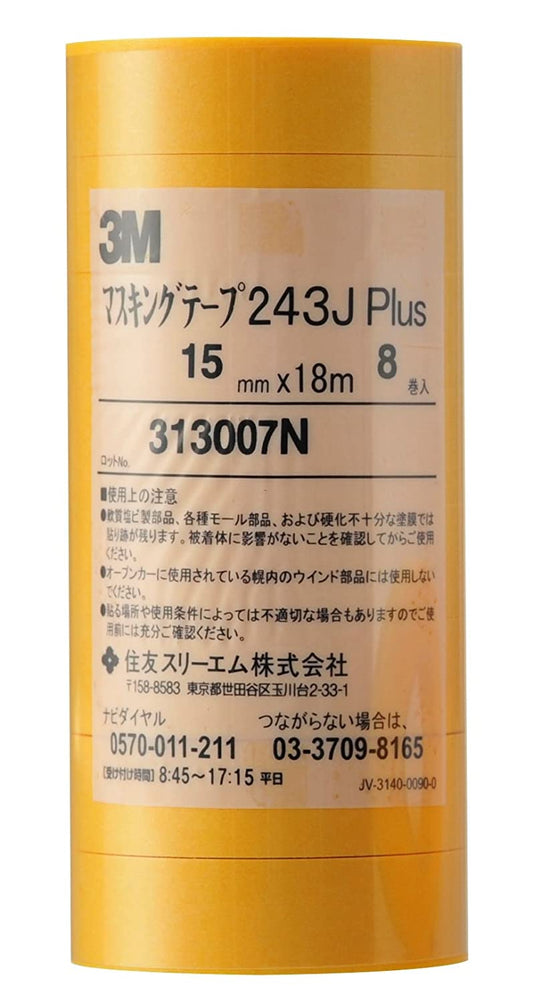 3M
マスキングテープ243J Plus
15 mm x18m 8 巻入
ロットNo. 313007N
■使用上の注意
●軟質塩ビ製部品、各種モール部品、および硬化不十分な塗膜では
貼り跡が残ります。被着体に影響がないことを確認してからご使用
ください。
●オープンカーに使用されている幌内のウインド部品には使用しない
でください。
●貼る場所や使用条件によっては不適切な場合もありますのでご使
用前には充分ご確認ください。
住友スリーエム株式会社
〒158-8583 東京都世田谷区玉川台2-33-1
ナビダイヤル つながらない場合は、
0570-011-211 03-3709-8165
[受け付け時間] 8:45～17:15 平日
JV-3140-0090-0